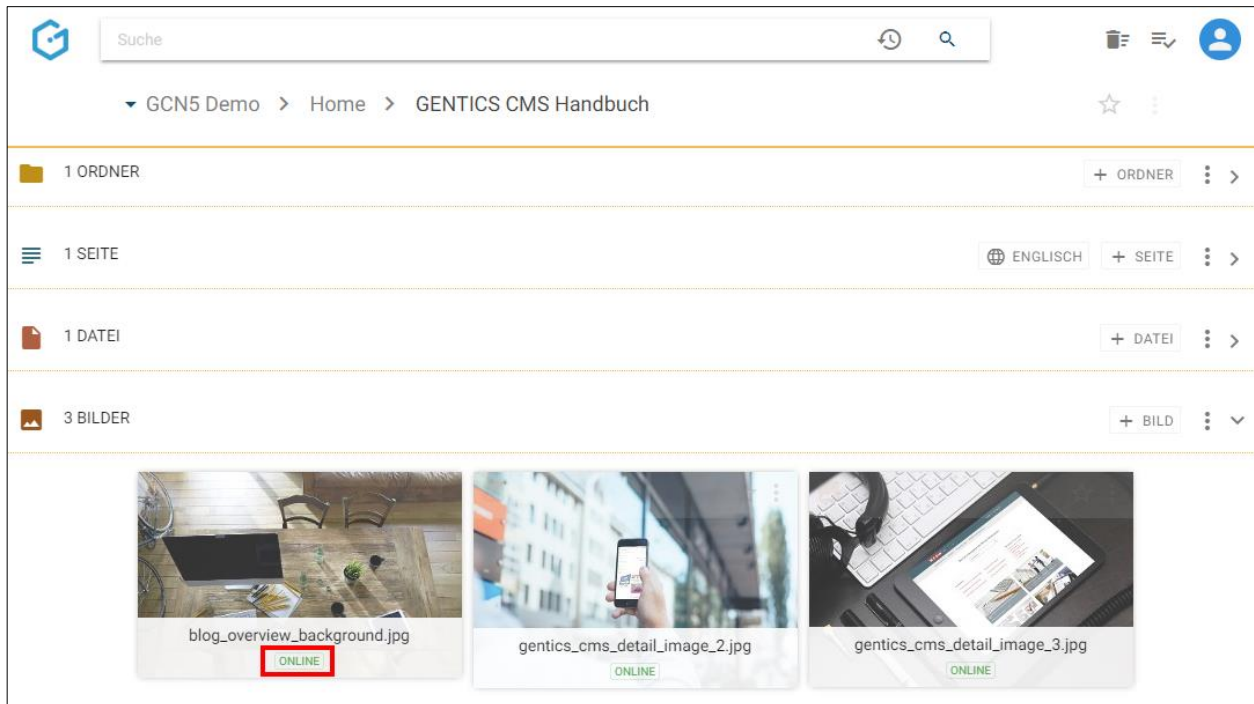 Suche
GCN5 Demo > Home > GENTICS CMS Handbuch
1 ORDNER + ORDNER
1 SEITE ENGLISCH + SEITE
1 DATEI + DATEI
3 BILDER + BILD
blog_overview_background.jpg
ONLINE
gentics_cms_detail_image_2.jpg
ONLINE
gentics_cms_detail_image_3.jpg
ONLINE